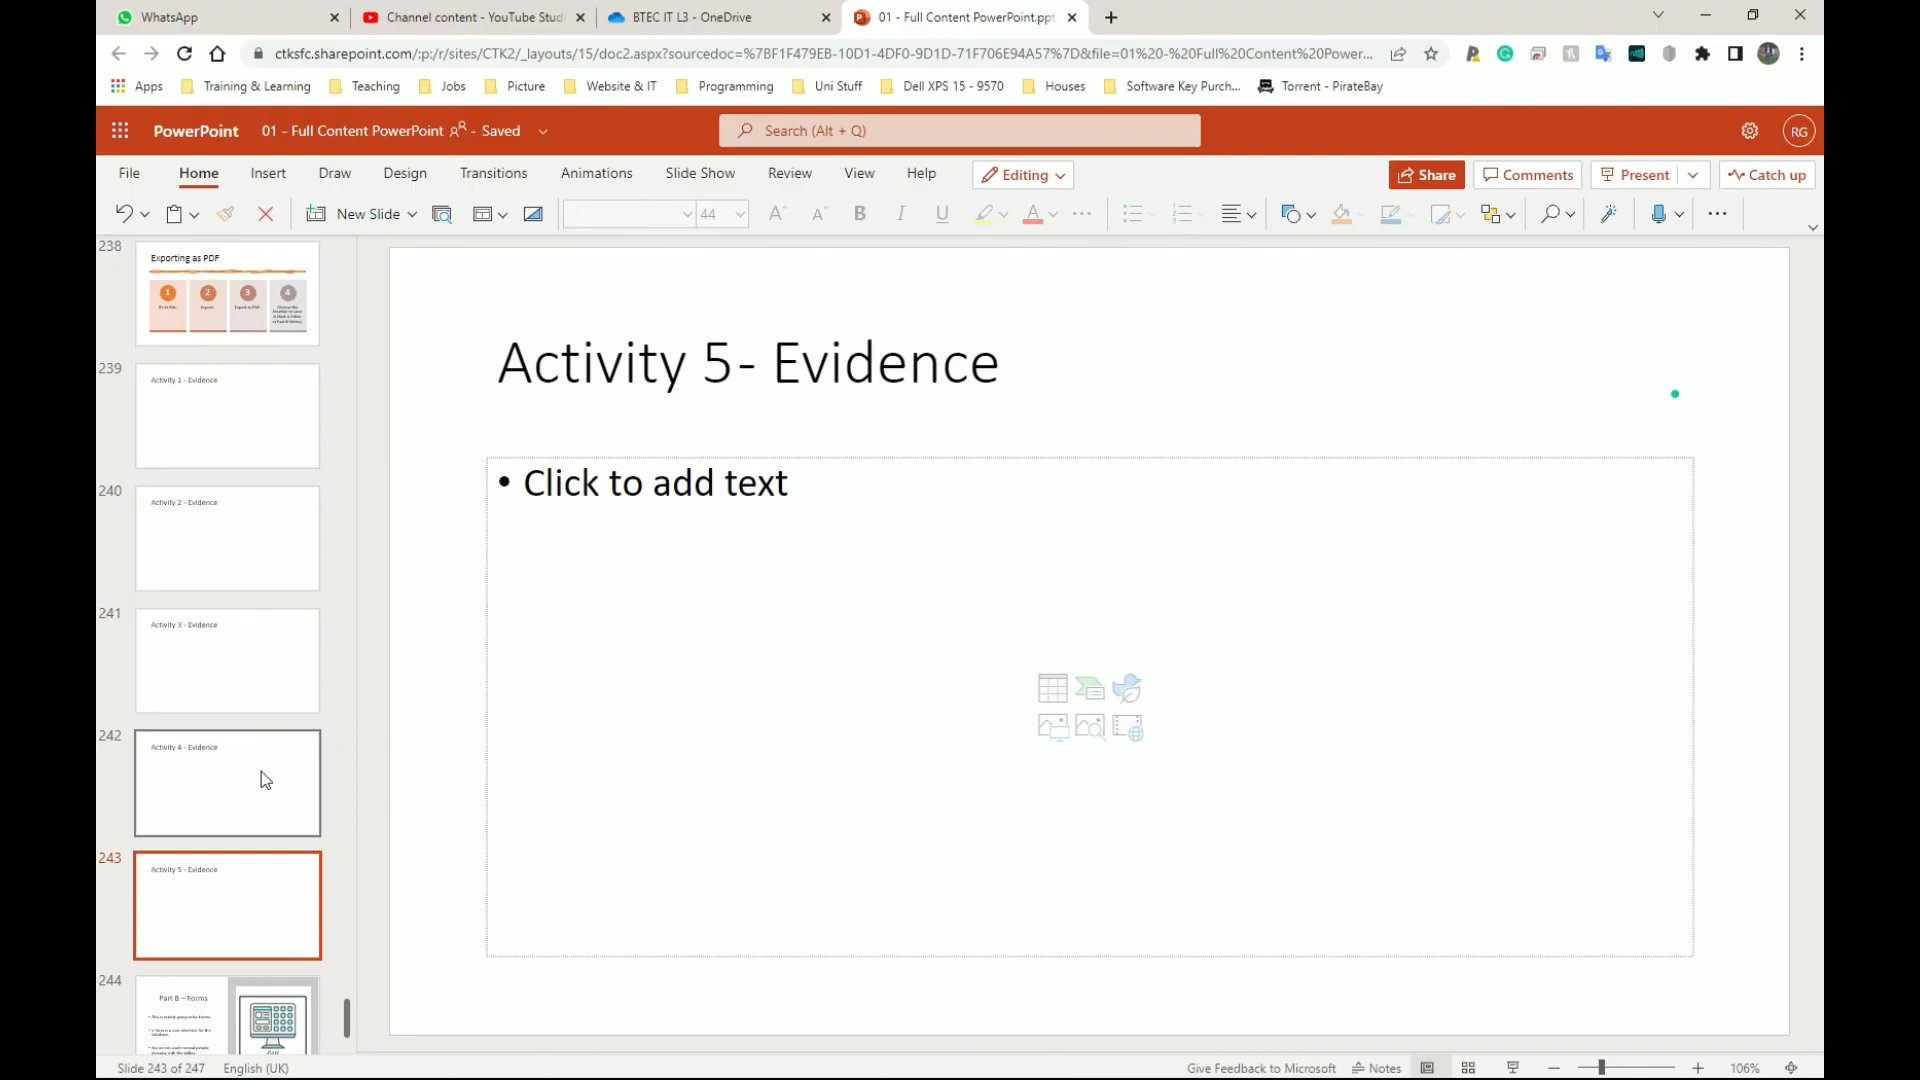 WhatsApp
Channel content - YouTube Stud
BTEC IT L3 - OneDrive
01 - Full Content PowerPoint.ppt
ctksfc.sharepoint.com/:p:/r/sites/CTK2/_layouts/15/doc2.aspx?sourcedoc=%7BF1F479EB-10D1-4DF0-9D1D-71F706E94A57%7D&file=01%20-%20Full%20Content%20Power...
Apps
Training & Learning
Teaching
Jobs
Picture
Website & IT
Programming
Uni Stuff
Dell XPS 15 - 9570
Houses
Software Key Purch...
Torrent - PirateBay
PowerPoint
01 - Full Content PowerPoint - Saved
Search (Alt + Q)
RG
File
Home
Insert
Draw
Design
Transitions
Animations
Slide Show
Review
View
Help
Editing
Share
Comments
Present
Catch up
New Slide
44
238
Exporting as PDF
1
2
3
4
239
Activity 1 - Evidence
240
Activity 2 - Evidence
241
Activity 3 - Evidence
242
Activity 4 - Evidence
243
Activity 5 - Evidence
244
Part B – Forms
Activity 5- Evidence
• Click to add text
Slide 243 of 247
English (UK)
Give Feedback to Microsoft
Notes
106%